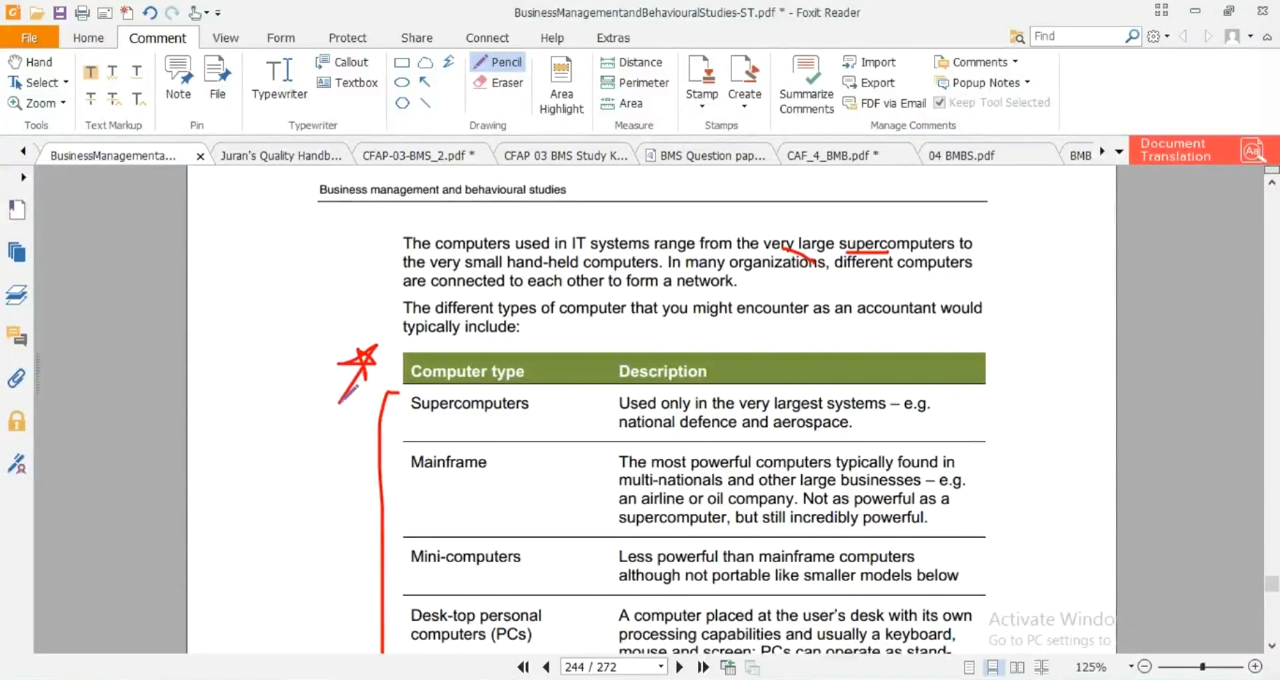 BusinessManagementandBehaviouralStudies-ST.pdf * - Foxit Reader
File Home Comment View Form Protect Share Connect Help Extras Find
Hand Select Zoom
Tools
Text Markup
Note File
Pin
Typewriter Callout Textbox
Typewriter
Pencil Eraser Area Highlight
Drawing
Distance Perimeter Area
Measure
Stamp Create
Stamps
Summarize Comments Import Export FDF via Email Comments Popup Notes Keep Tool Selected
Manage Comments
BusinessManagementa... Juran's Quality Handb... CFAP-03-BMS_2.pdf * CFAP 03 BMS Study K... BMS Question pap... CAF_4_BMB.pdf * 04 BMBS.pdf BMB
Document Translation
Business management and behavioural studies
The computers used in IT systems range from the very large supercomputers to
the very small hand-held computers. In many organizations, different computers
are connected to each other to form a network.
The different types of computer that you might encounter as an accountant would
typically include:
Computer type Description
Supercomputers Used only in the very largest systems – e.g.
national defence and aerospace.
Mainframe The most powerful computers typically found in
multi-nationals and other large businesses – e.g.
an airline or oil company. Not as powerful as a
supercomputer, but still incredibly powerful.
Mini-computers Less powerful than mainframe computers
although not portable like smaller models below
Desk-top personal A computer placed at the user's desk with its own
computers (PCs) processing capabilities and usually a keyboard,
mouse and screen; PCs can operate as stand-
Activate Windo
Go to PC settings to
244 / 272 125%